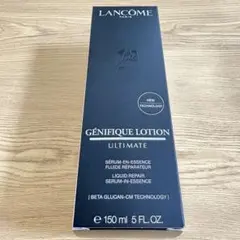 LANCÔME
GÉNIFIQUE LOTION
ULTIMATE
SÉRUM-EN-ESSENCE
FLUIDE RÉPARATEUR
LIQUID REPAIR
SERUM-IN-ESSENCE
[ BETA GLUCAN-CM TECHNOLOGY ]
150 ml 5 FL.OZ.